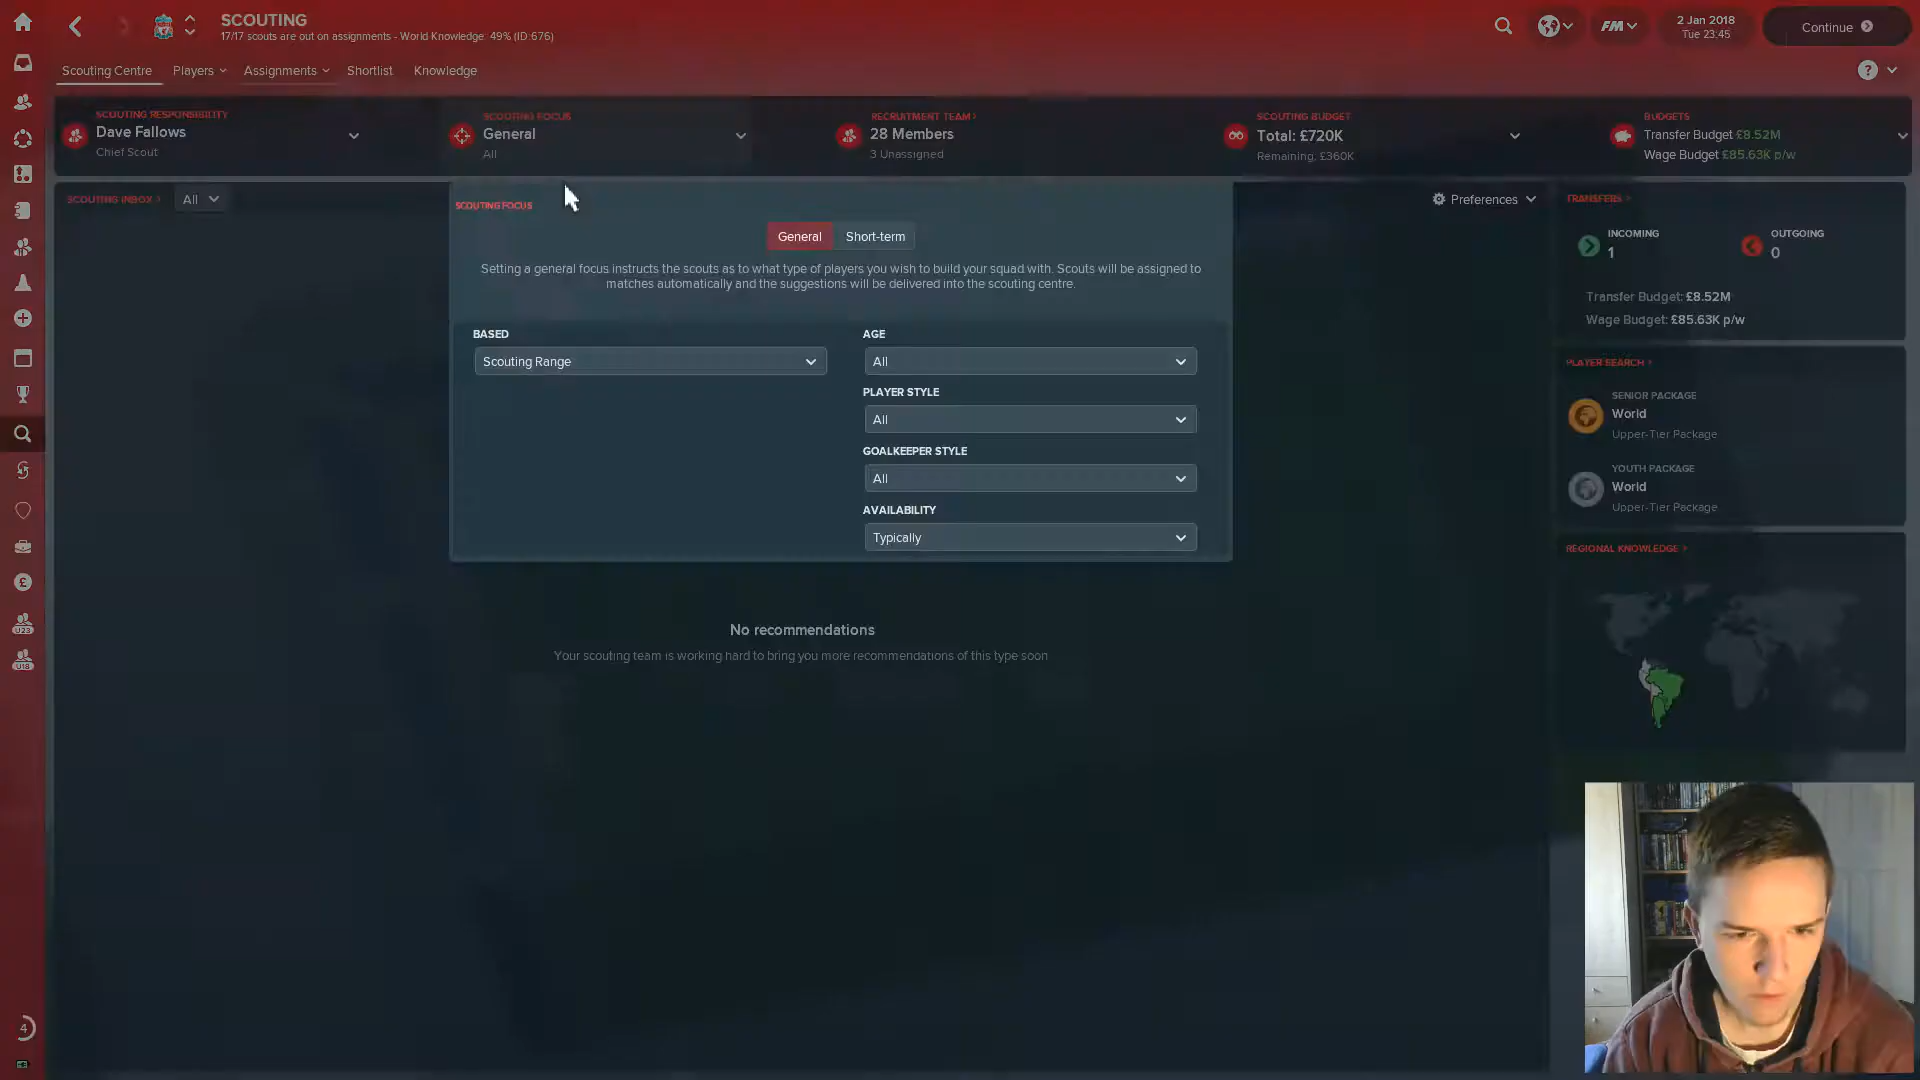 SCOUTING
17/17 scouts are out on assignments - World Knowledge: 49% (ID:676)
FM
2 Jan 2018
Tue 23:45
Continue
Scouting Centre
Players
Assignments
Shortlist
Knowledge
?
SCOUTING RESPONSIBILITY
Dave Fallows
Chief Scout
SCOUTING FOCUS
General
All
RECRUITMENT TEAM >
28 Members
3 Unassigned
SCOUTING BUDGET
Total: £720K
Remaining: £360K
BUDGETS
Transfer Budget £8.52M
Wage Budget £85.63K p/w
SCOUTING INBOX >
All
SCOUTING FOCUS
Preferences
General
Short-term
Setting a general focus instructs the scouts as to what type of players you wish to build your squad with. Scouts will be assigned to
matches automatically and the suggestions will be delivered into the scouting centre.
BASED
Scouting Range
AGE
All
PLAYER STYLE
All
GOALKEEPER STYLE
All
AVAILABILITY
Typically
No recommendations
Your scouting team is working hard to bring you more recommendations of this type soon
TRANSFERS >
INCOMING
1
OUTGOING
0
Transfer Budget: £8.52M
Wage Budget: £85.63K p/w
PLAYER SEARCH >
SENIOR PACKAGE
World
Upper-Tier Package
YOUTH PACKAGE
World
Upper-Tier Package
REGIONAL KNOWLEDGE >
U23
U18
4